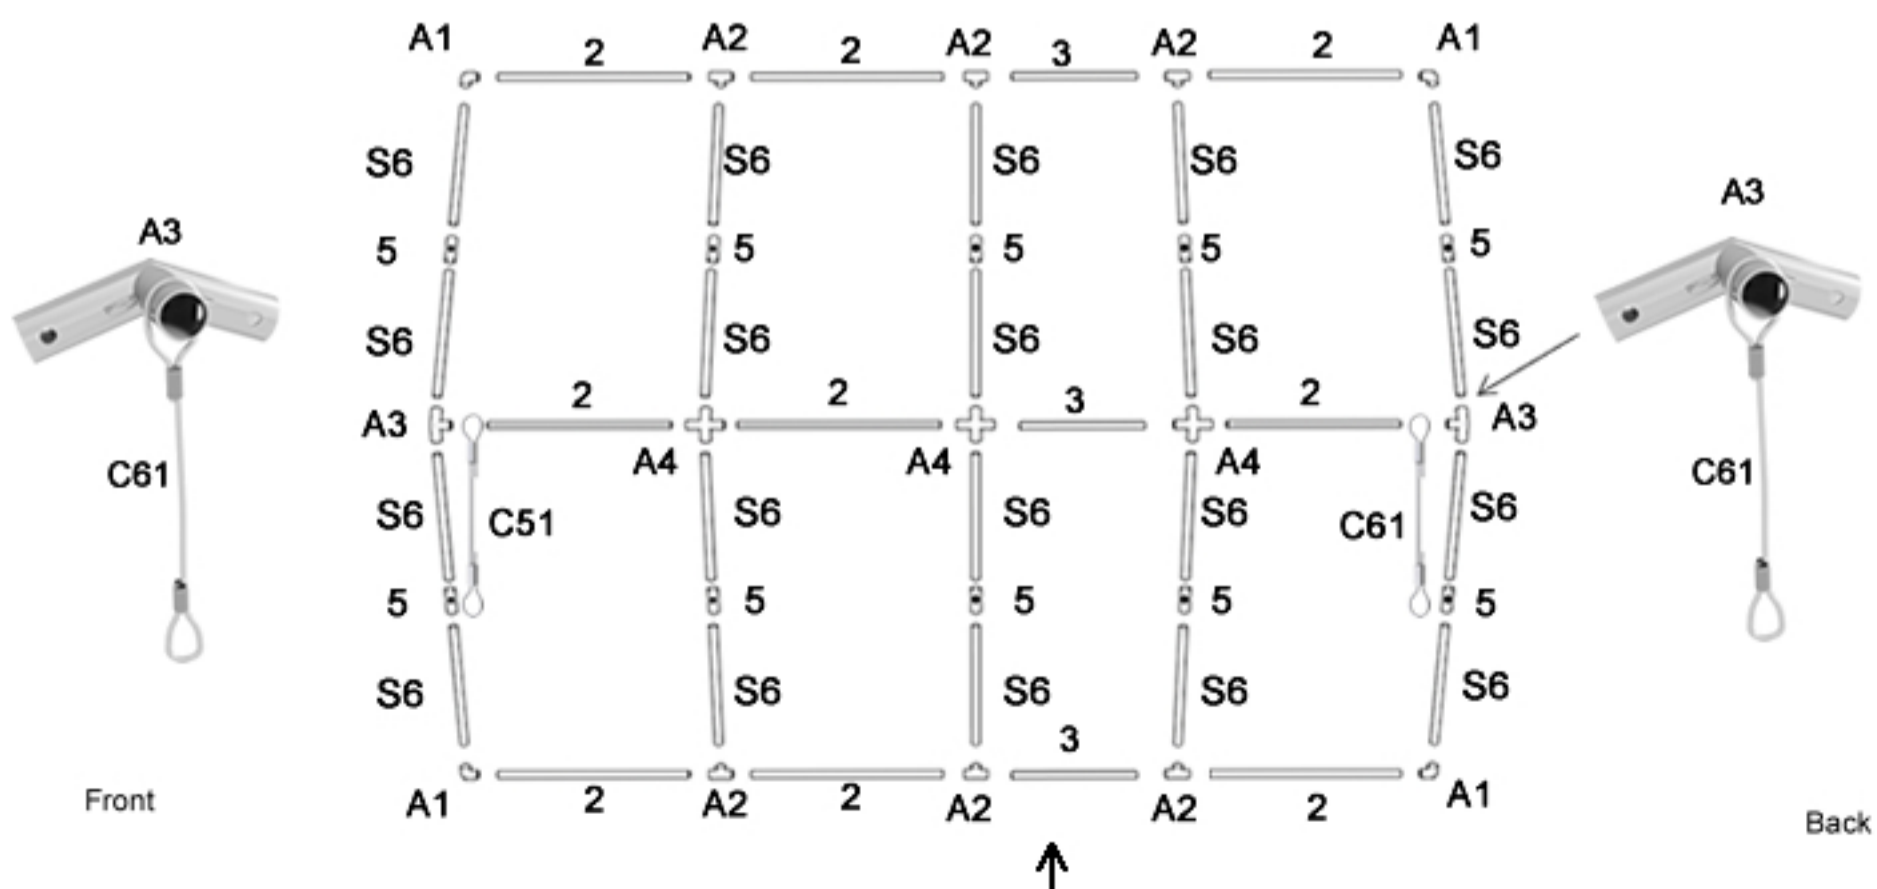 A1 A2 A2 A2 A1
2 2 3 2
S6 S6 S6 S6 S6
A3
A3
5 5 5 5 5
S6 S6 S6 S6 S6
2 2 3 2
A3 A3
A4 A4 A4
C61 C61
S6 S6 S6 S6 S6
C51 C61
5 5 5 5 5
S6 S6 S6 S6 S6
3
Front
2 2 2
A1 A2 A2 A2 A1
Back